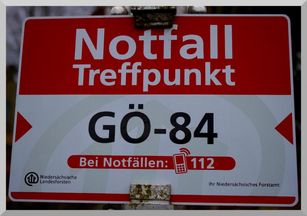 Notfall
Treffpunkt
GÖ-84
Bei Notfällen: 112
Niedersächsische
Landesforsten
Ihr Niedersächsisches Forstamt